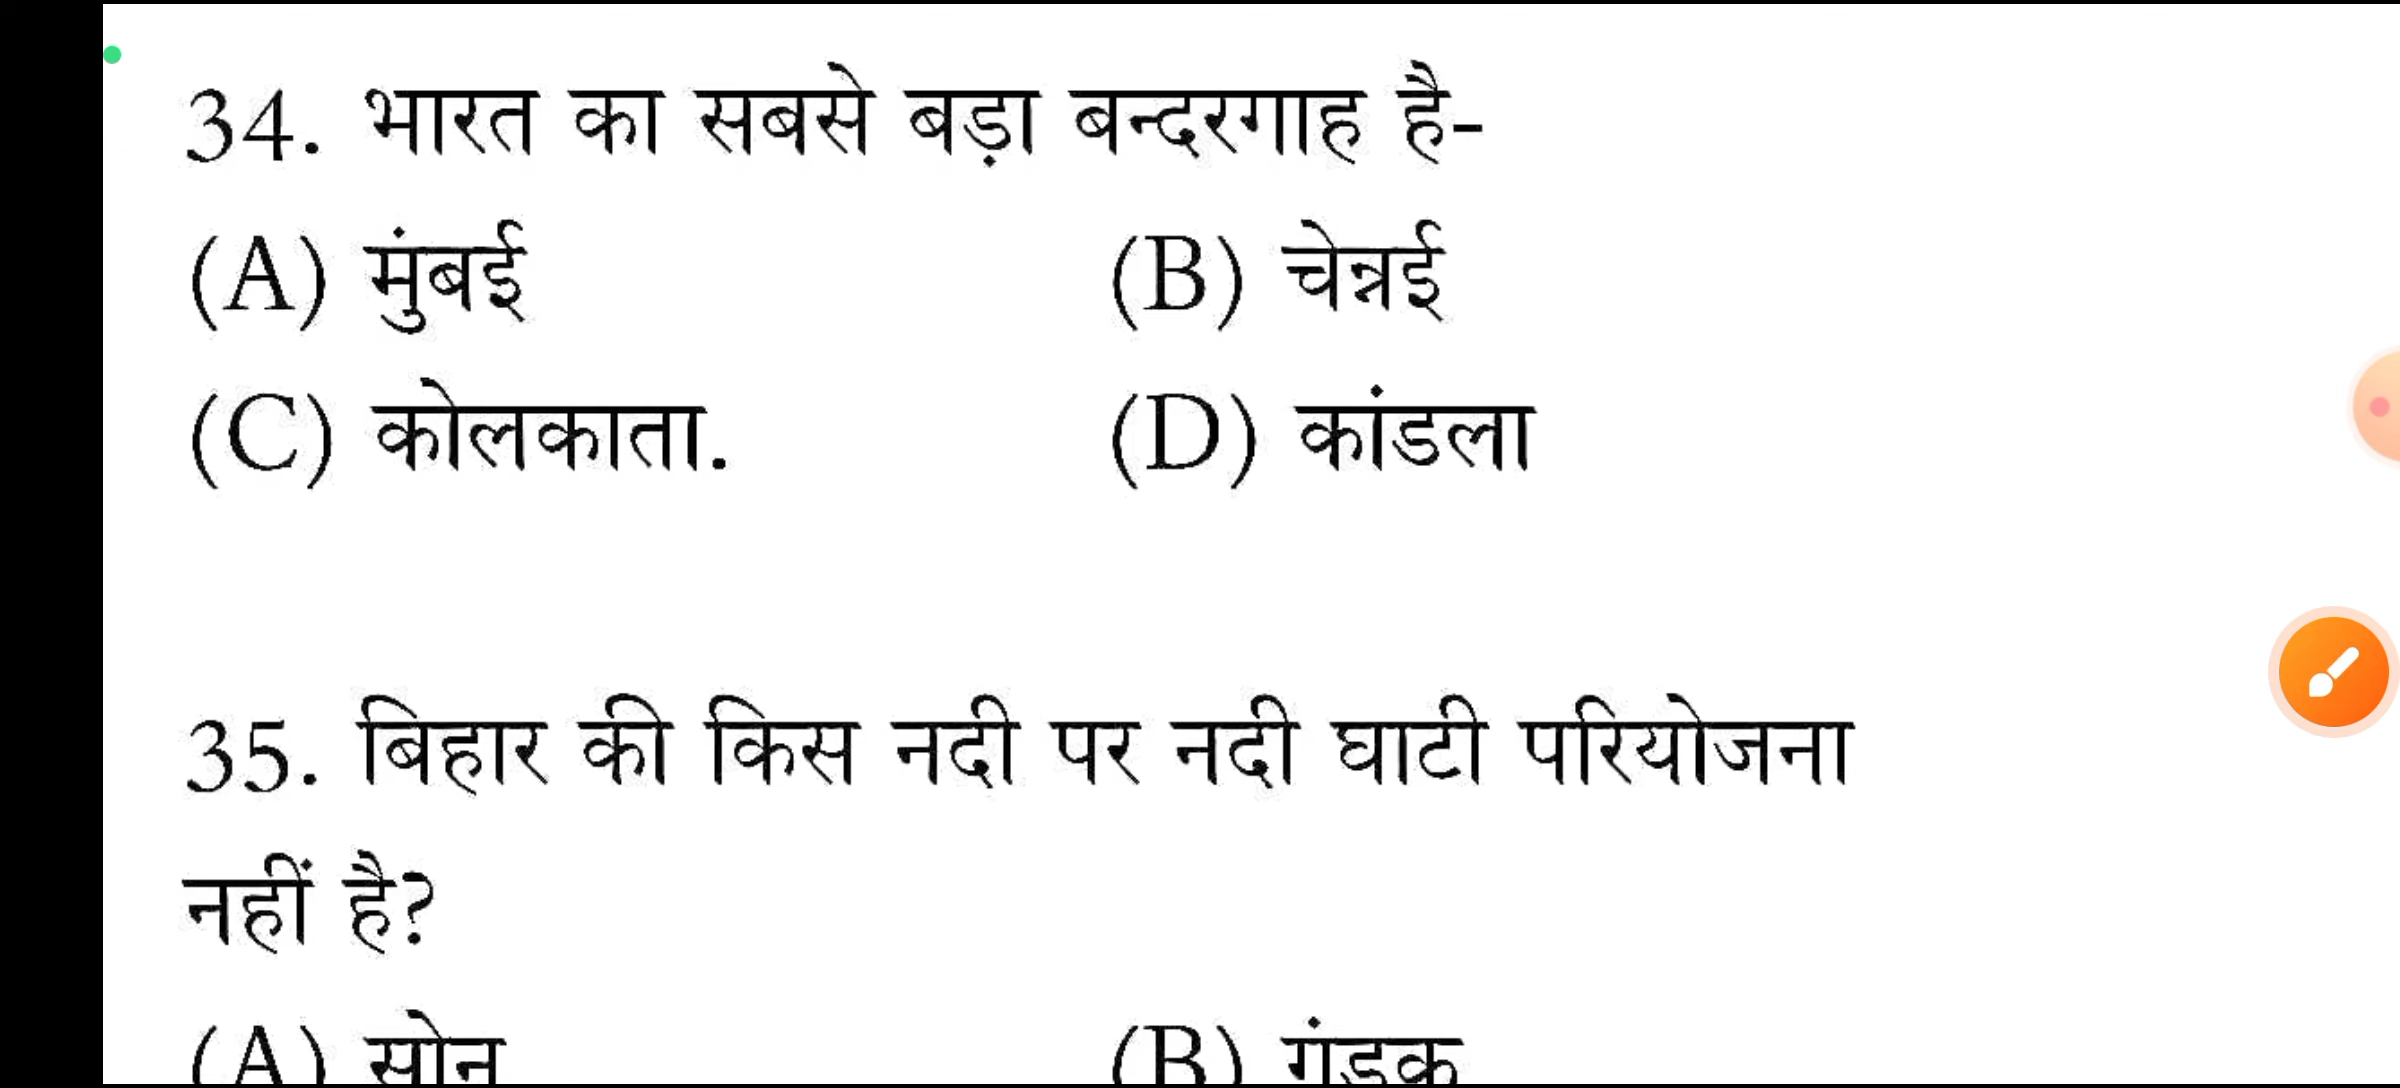 34. भारत का सबसे बड़ा बन्दरगाह है-
(A) मुंबई (B) चेन्नई
(C) कोलकाता. (D) कांडला
35. बिहार की किस नदी पर नदी घाटी परियोजना
नहीं है?
(A) सोन (B) गंडक